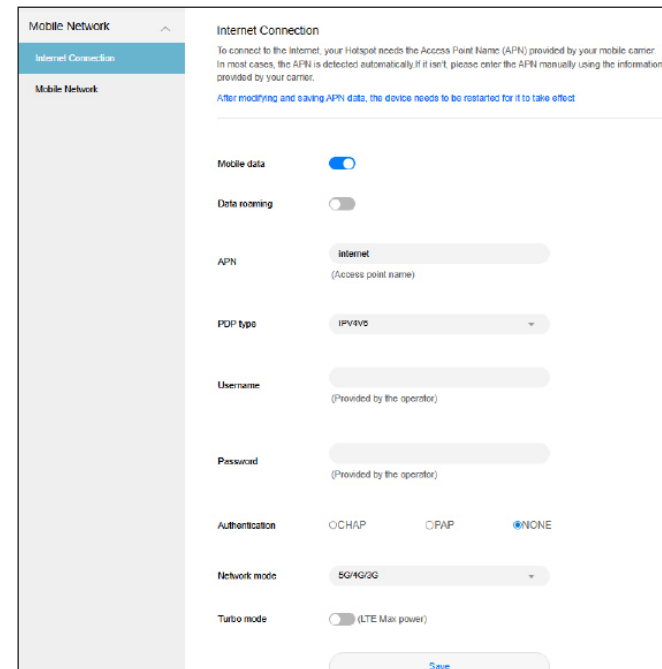 Mobile Network
Internet Connection
Mobile Network
Internet Connection
To connect to the Internet, your Hotspot needs the Access Point Name (APN) provided by your mobile carrier.
In most cases, the APN is detected automatically.If it isn't, please enter the APN manually using the information
provided by your carrier.
After modifying and saving APN data, the device needs to be restarted for it to take effect
Mobile data
Data roaming
APN
internet
(Access point name)
PDP type
IPV4V6
Username
(Provided by the operator)
Password
(Provided by the operator)
Authentication
CHAP PAP NONE
Network mode
5G/4G/3G
Turbo mode
(LTE Max power)
Save